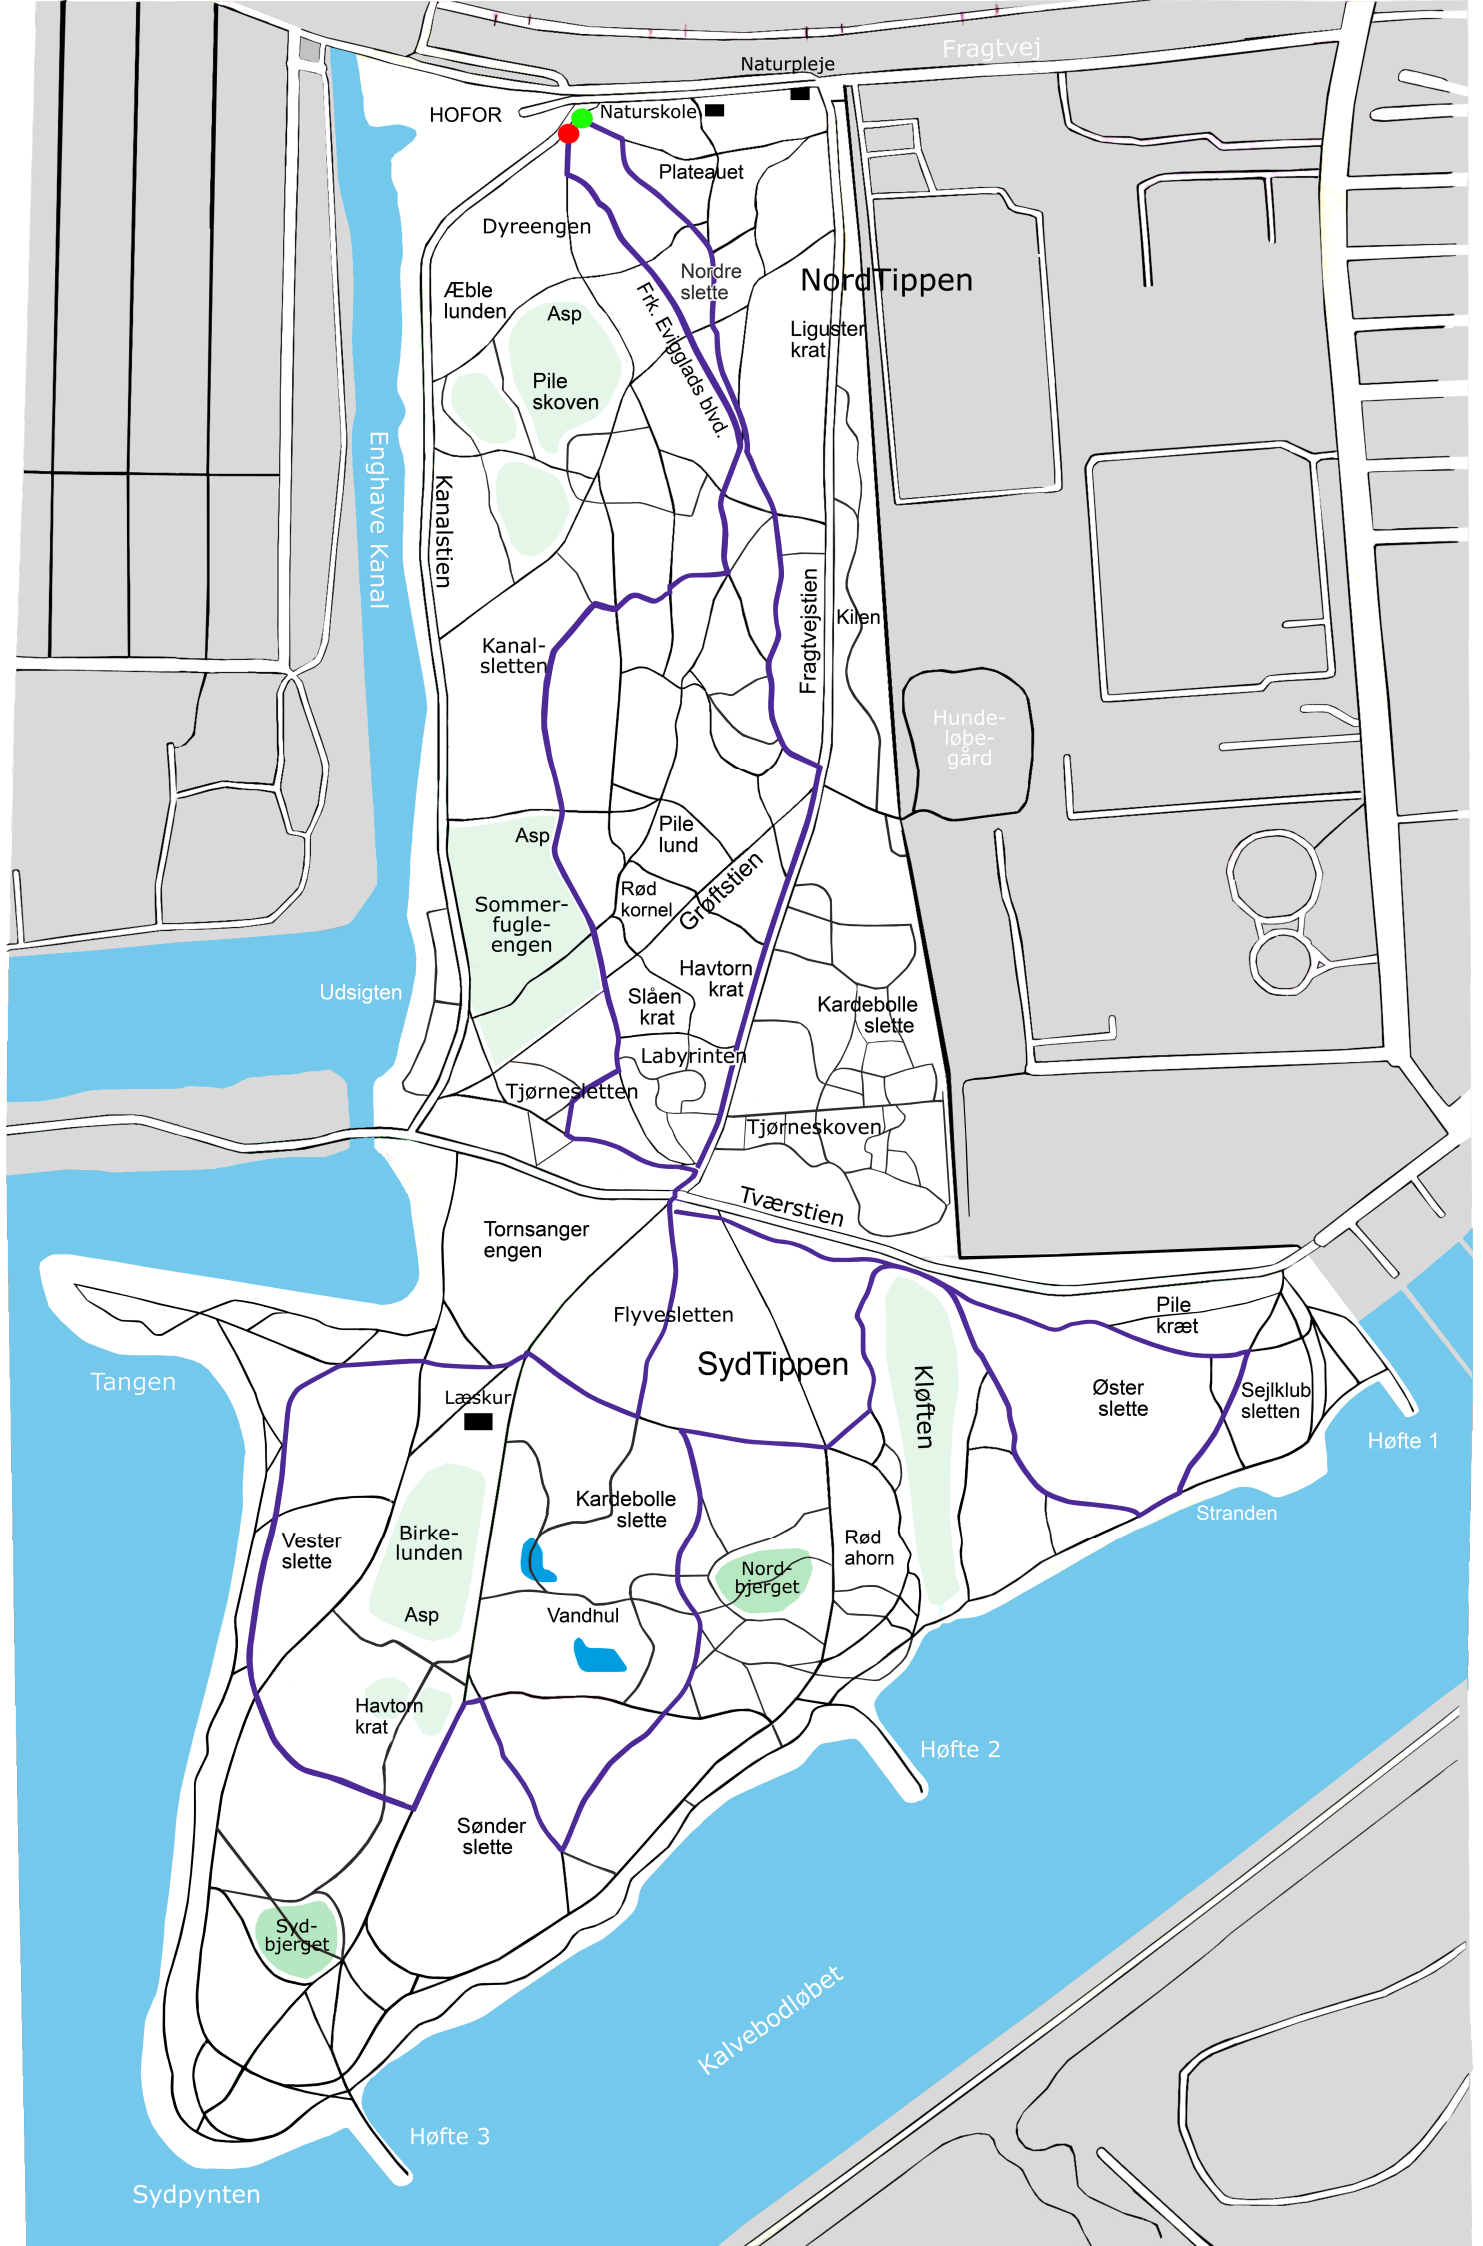 Fragtvej
Naturpleje
HOFOR
Naturskole
Plateauet
Dyreengen
Nordre
slette
NordTippen
Æble
lunden
Asp
Frk. Evigglads blvd.
Liguster
krat
Pile
skoven
Enghave Kanal
Kanalstien
Fragtvejstien
Kilen
Kanal-
sletten
Hunde-
løbe-
gård
Asp
Pile
lund
Grøftstien
Rød
kornel
Sommer-
fugle-
engen
Havtorn
krat
Udsigten
Slåen
krat
Kardebolle
slette
Labyrinten
Tjørnesletten
Tjørneskoven
Tværstien
Tornsanger
engen
Flyvesletten
Pile
kræt
SydTippen
Kløften
Tangen
Læskur
Øster
slette
Sejlklub
sletten
Høfte 1
Kardebolle
slette
Stranden
Vester
slette
Birke-
lunden
Rød
ahorn
Nord-
bjerget
Asp
Vandhul
Havtorn
krat
Høfte 2
Sønder
slette
Syd-
bjerget
Kalvebodløbet
Høfte 3
Sydpynten